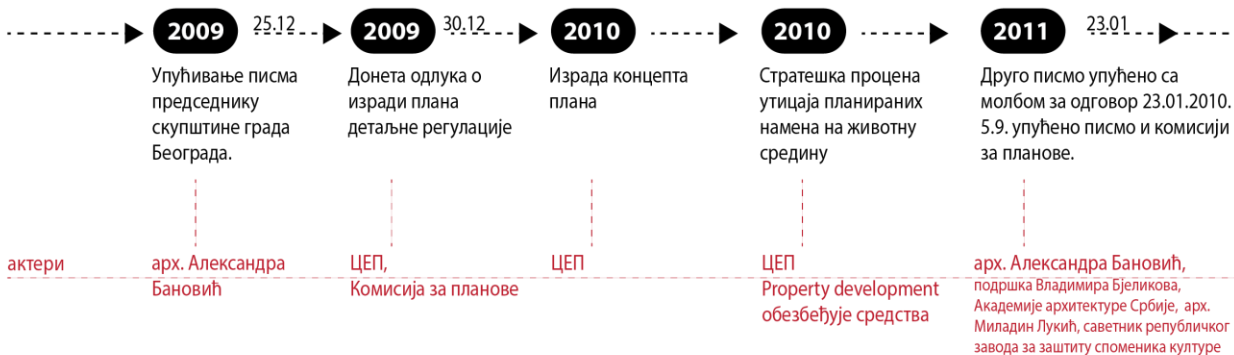 2009
25.12
2009
30.12
2010
2010
2011
23.01
Упућивање писма
председнику
скупштине града
Београда.
Донета одлука о
изради плана
детаљне регулације
Израда концепта
плана
Стратешка процена
утицаја планираних
намена на животну
средину
Друго писмо упућено са
молбом за одговор 23.01.2010.
5.9. упућено писмо и комисији
за планове.
актери
арх. Александра
Бановић
ЦЕП,
Комисија за планове
ЦЕП
ЦЕП
Property development
обезбеђује средства
арх. Александра Бановић,
подршка Владимира Бјеликова,
Академије архитектуре Србије, арх.
Миладин Лукић, саветник републичког
завода за заштиту споменика културе